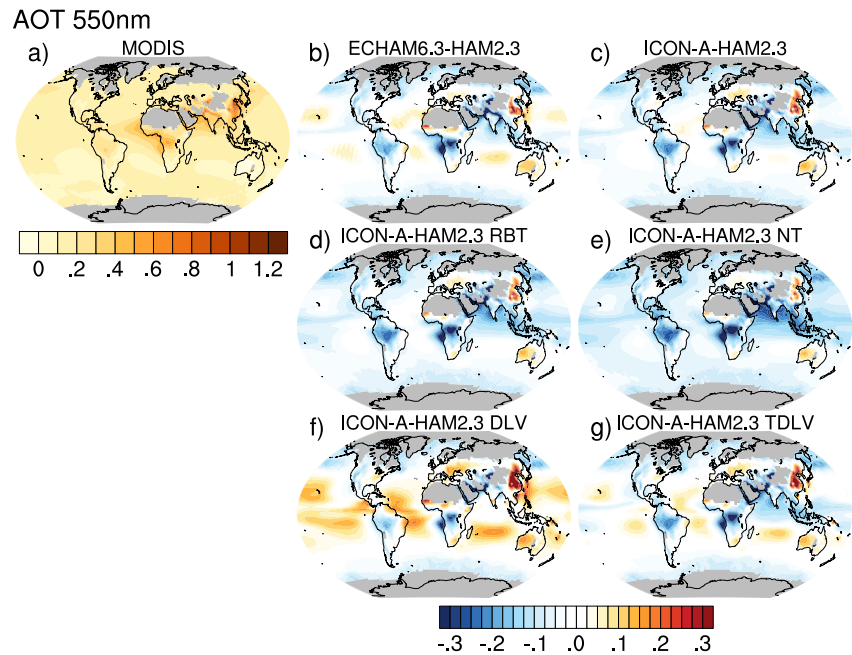 AOT 550nm
a) MODIS
b) ECHAM6.3-HAM2.3
c) ICON-A-HAM2.3
0 .2 .4 .6 .8 1 1.2
d) ICON-A-HAM2.3 RBT
e) ICON-A-HAM2.3 NT
f) ICON-A-HAM2.3 DLV
g) ICON-A-HAM2.3 TDLV
-.3 -.2 -.1 .0 .1 .2 .3